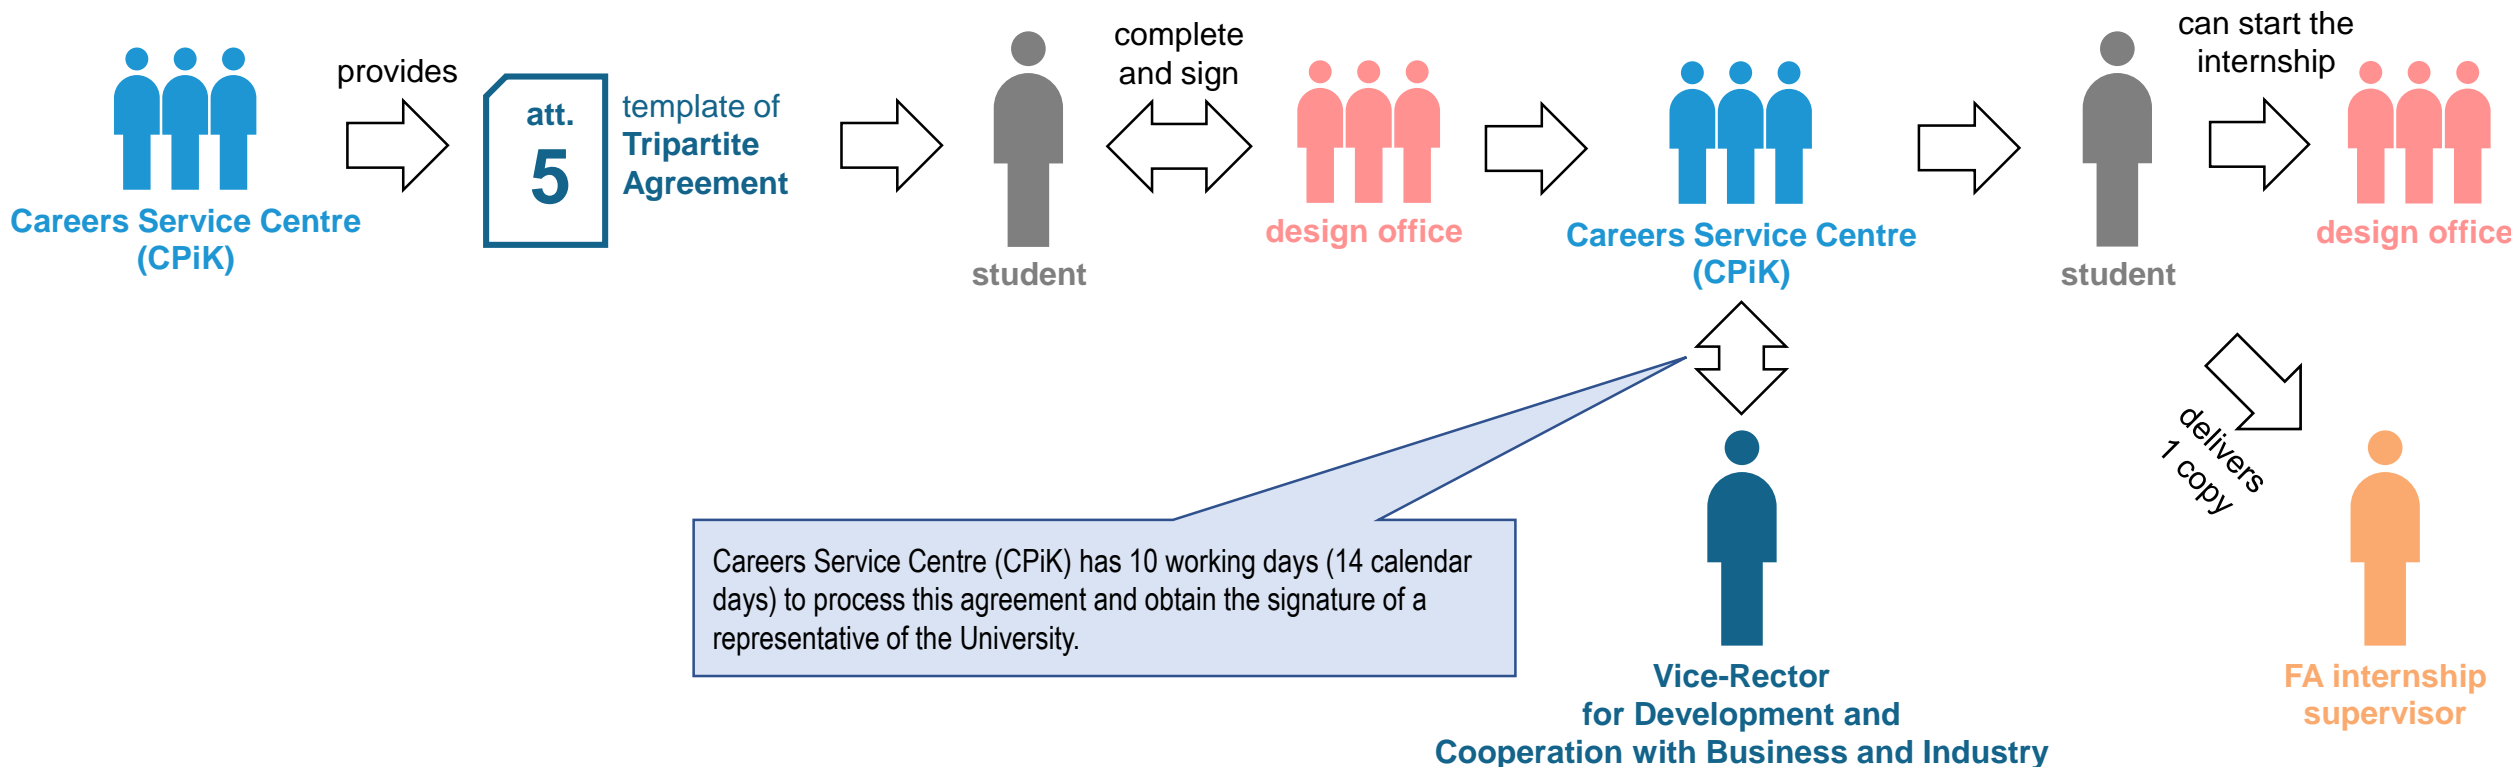 provides
Careers Service Centre
(CPiK)
att.
5
template of
Tripartite
Agreement
student
complete
and sign
design office
Careers Service Centre
(CPiK)
student
can start the
internship
design office
delivers
1 copy
Careers Service Centre (CPiK) has 10 working days (14 calendar
days) to process this agreement and obtain the signature of a
representative of the University.
Vice-Rector
for Development and
Cooperation with Business and Industry
FA internship
supervisor